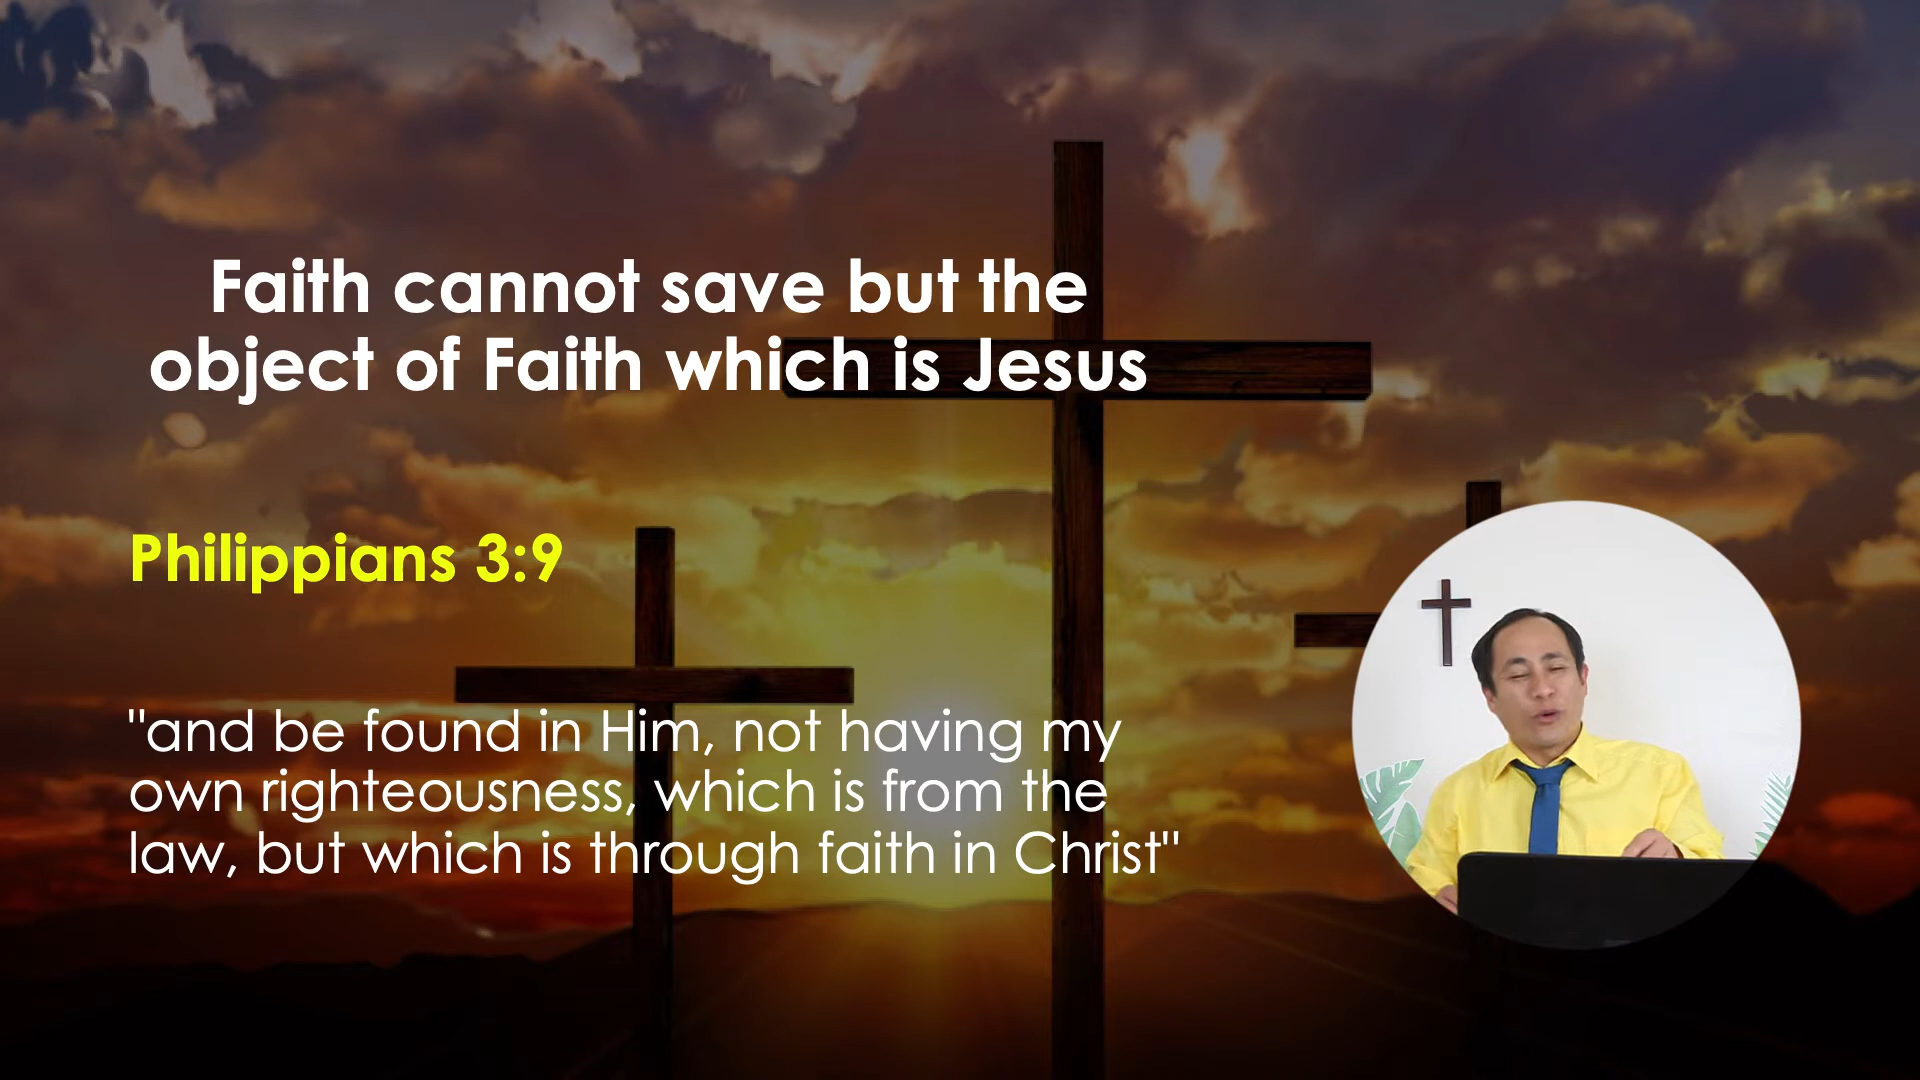 Faith cannot save but the
object of Faith which is Jesus
Philippians 3:9
"and be found in Him, not having my
own righteousness, which is from the
law, but which is through faith in Christ"